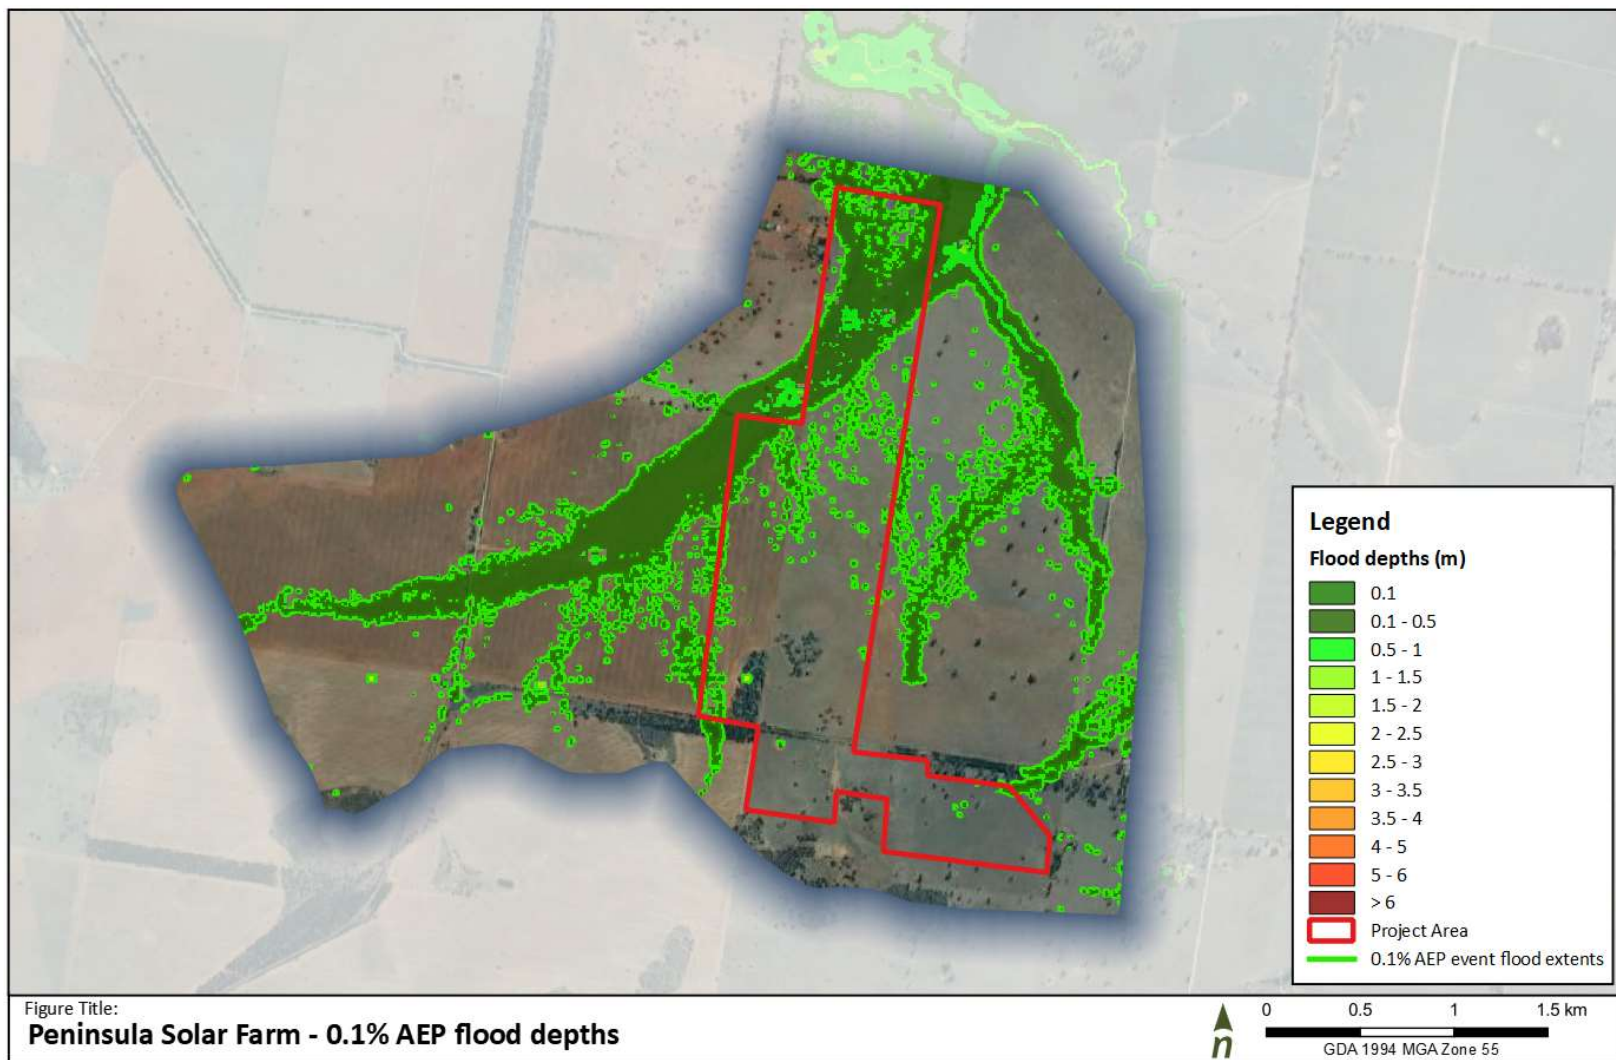 Legend
Flood depths (m)
0.1
0.1 - 0.5
0.5 - 1
1 - 1.5
1.5 - 2
2 - 2.5
2.5 - 3
3 - 3.5
3.5 - 4
4 - 5
5 - 6
> 6
Project Area
0.1% AEP event flood extents
Figure Title:
Peninsula Solar Farm - 0.1% AEP flood depths
n
0 0.5 1 1.5 km
GDA 1994 MGA Zone 55